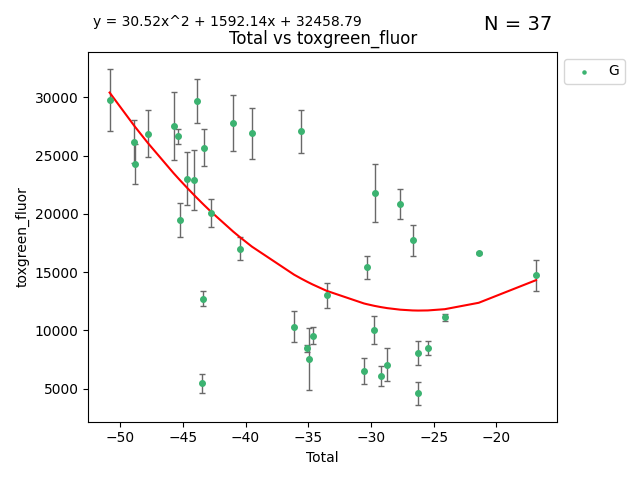 y = 30.52x^2 + 1592.14x + 32458.79
N = 37
Total vs toxgreen_fluor
G
30000
25000
20000
15000
10000
5000
toxgreen_fluor
−50
−45
−40
−35
−30
−25
−20
Total